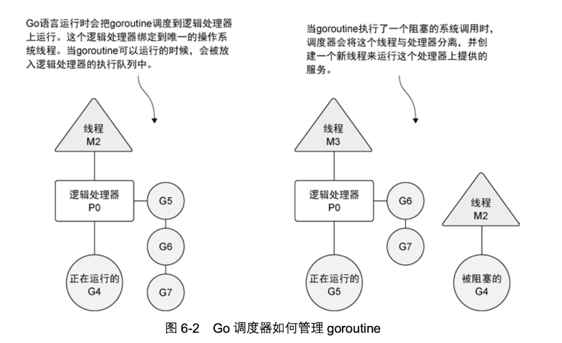 Go语言运行时会把goroutine调度到逻辑处理器
上运行。这个逻辑处理器绑定到唯一的操作系
统线程。当goroutine可以运行的时候，会被放
入逻辑处理器的执行队列中。
当goroutine执行了一个阻塞的系统调用时，
调度器会将这个线程与处理器分离，并创
建一个新线程来运行这个处理器上提供的
服务。
线程
M2
逻辑处理器
P0
G5
G6
G7
正在运行的
G4
线程
M3
逻辑处理器
P0
G6
G7
正在运行的
G5
线程
M2
被阻塞的
G4
图 6-2 Go 调度器如何管理 goroutine